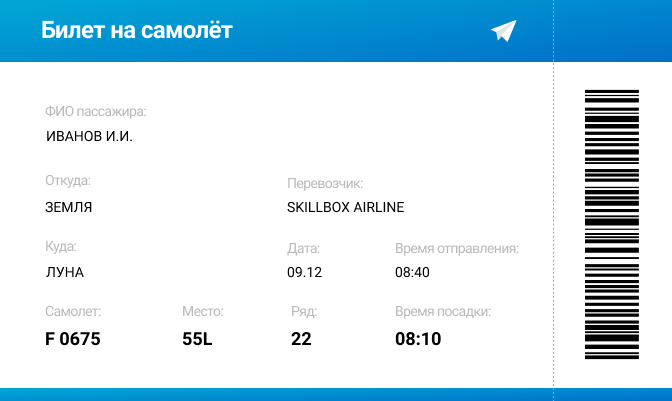 Билет на самолёт
ФИО пассажира:
ИВАНОВ И.И.
Откуда:
Перевозчик:
ЗЕМЛЯ
SKILLBOX AIRLINE
Куда:
Дата:
Время отправления:
ЛУНА
09.12
08:40
Самолет:
Место:
Ряд:
Время посадки:
F 0675
55L
22
08:10